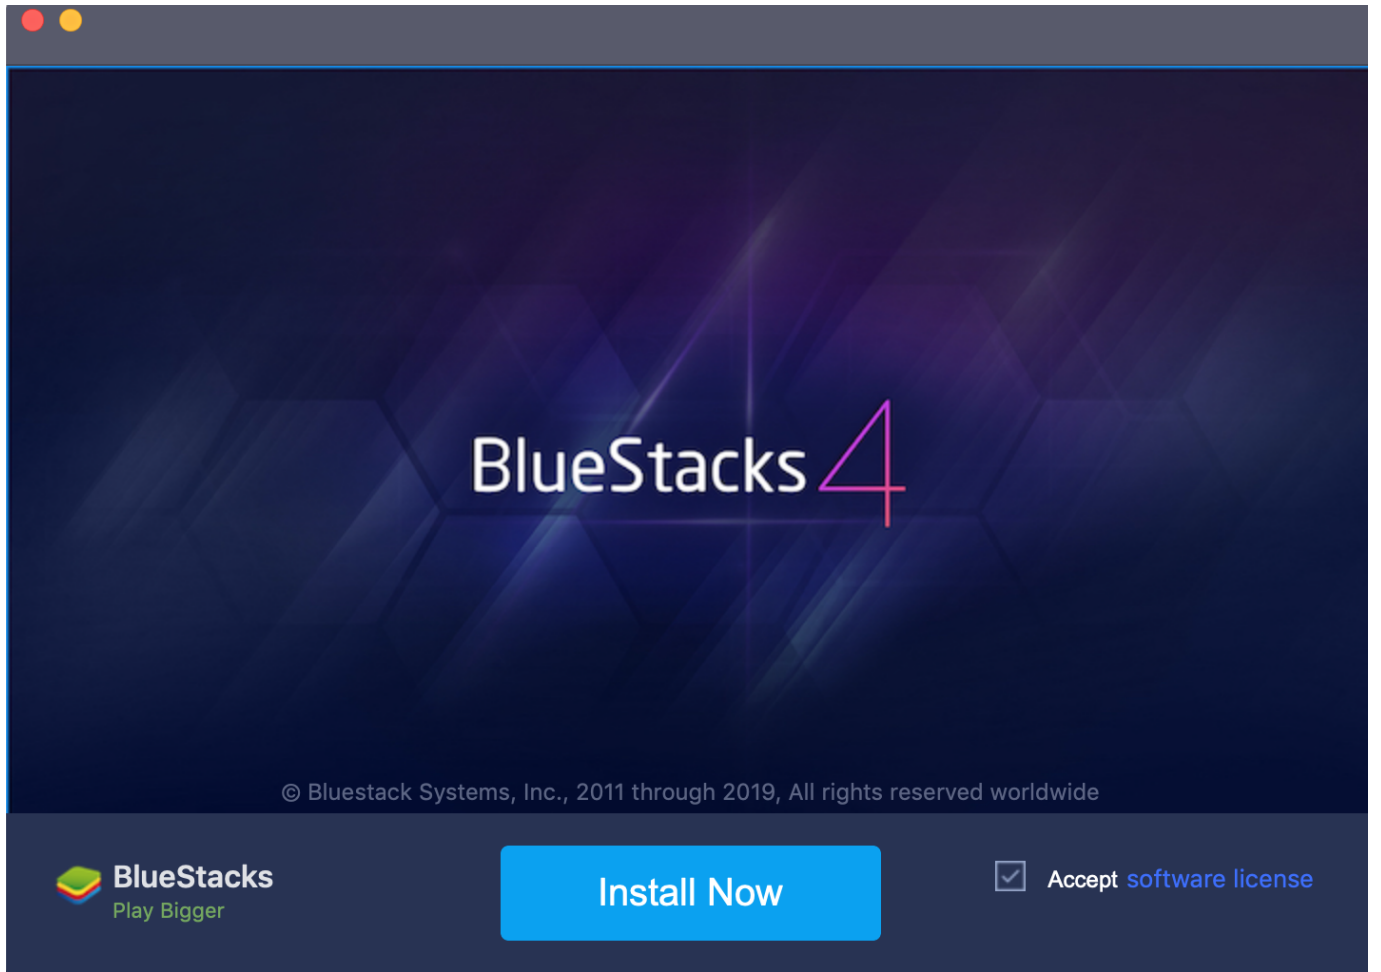 BlueStacks 4
© Bluestack Systems, Inc., 2011 through 2019, All rights reserved worldwide
BlueStacks
Play Bigger
Install Now
Accept software license